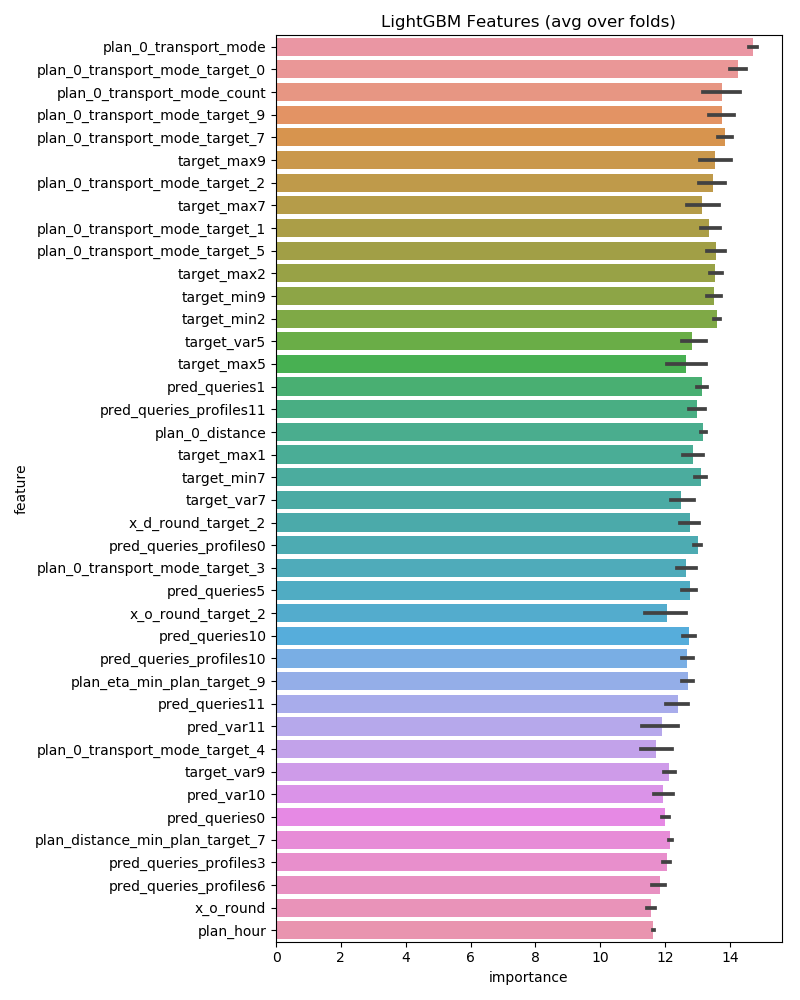 LightGBM Features (avg over folds)
plan_0_transport_mode
plan_0_transport_mode_target_0
plan_0_transport_mode_count
plan_0_transport_mode_target_9
plan_0_transport_mode_target_7
target_max9
plan_0_transport_mode_target_2
target_max7
plan_0_transport_mode_target_1
plan_0_transport_mode_target_5
target_max2
target_min9
target_min2
target_var5
target_max5
pred_queries1
pred_queries_profiles11
plan_0_distance
target_max1
target_min7
target_var7
x_d_round_target_2
pred_queries_profiles0
plan_0_transport_mode_target_3
pred_queries5
x_o_round_target_2
pred_queries10
pred_queries_profiles10
plan_eta_min_plan_target_9
pred_queries11
pred_var11
plan_0_transport_mode_target_4
target_var9
pred_var10
pred_queries0
plan_distance_min_plan_target_7
pred_queries_profiles3
pred_queries_profiles6
x_o_round
plan_hour
feature
0 2 4 6 8 10 12 14
importance